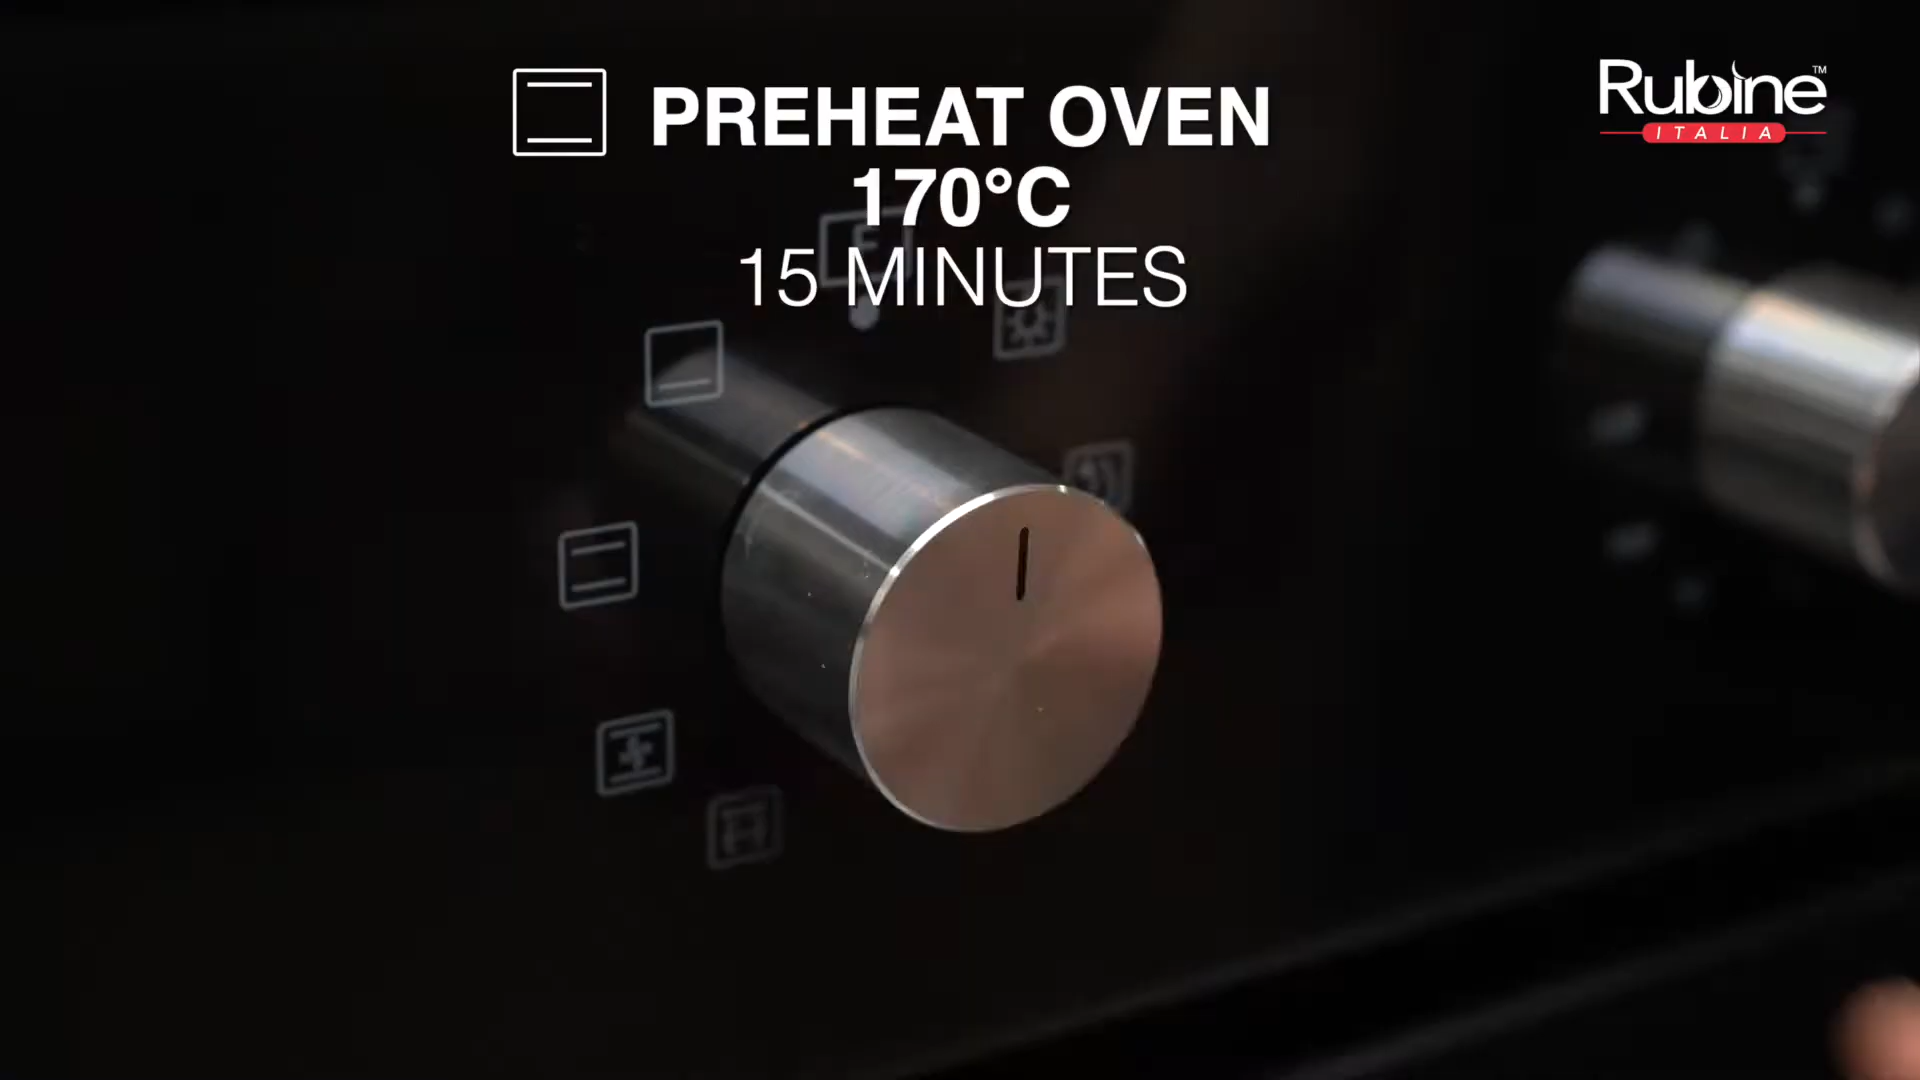 PREHEAT OVEN
170°C
15 MINUTES
Rubine™
ITALIA